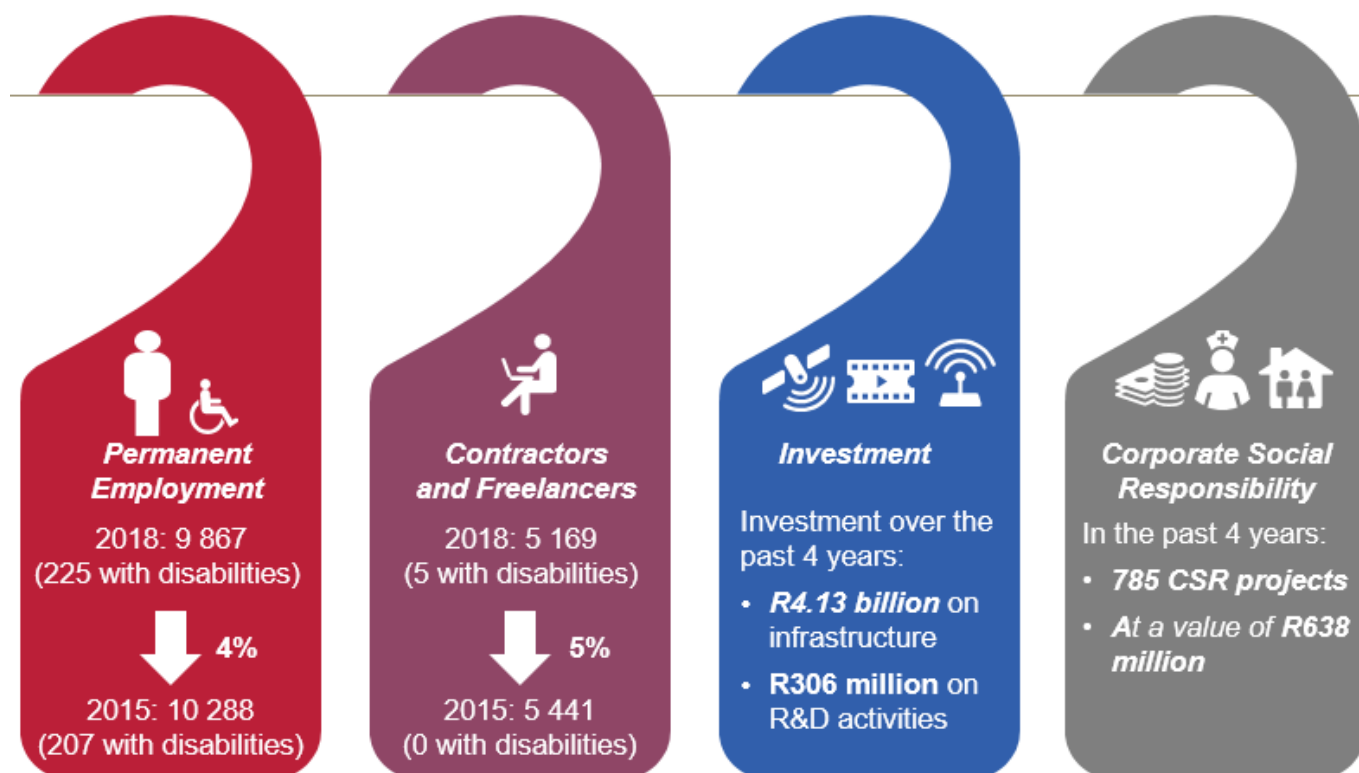 Permanent
Employment
2018: 9 867
(225 with disabilities)
4%
2015: 10 288
(207 with disabilities)
Contractors
and Freelancers
2018: 5 169
(5 with disabilities)
5%
2015: 5 441
(0 with disabilities)
Investment
Investment over the
past 4 years:
• R4.13 billion on
infrastructure
• R306 million on
R&D activities
Corporate Social
Responsibility
In the past 4 years:
• 785 CSR projects
• At a value of R638
million